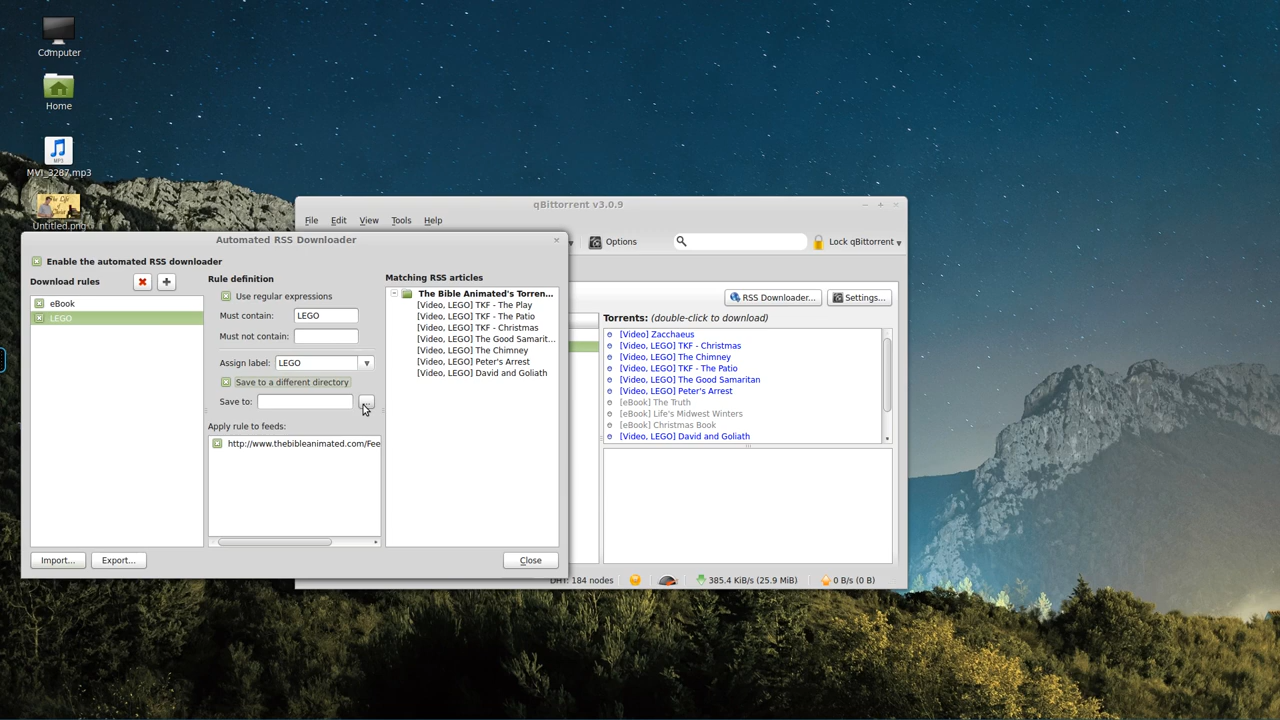 Computer
Home
MP3
MVI_3287.mp3
The Life
of
Untitled.png
qBittorrent v3.0.9
File Edit View Tools Help
Options
Lock qBittorrent
RSS Downloader...
Settings...
Torrents: (double-click to download)
[Video] Zacchaeus
[Video, LEGO] TKF - Christmas
[Video, LEGO] The Chimney
[Video, LEGO] TKF - The Patio
[Video, LEGO] The Good Samaritan
[Video, LEGO] Peter's Arrest
[eBook] The Truth
[eBook] Life's Midwest Winters
[eBook] Christmas Book
[Video, LEGO] David and Goliath
DHT: 184 nodes
385.4 KiB/s (25.9 MiB)
0 B/s (0 B)
Automated RSS Downloader
Enable the automated RSS downloader
Download rules
eBook
LEGO
Import...
Export...
Rule definition
Use regular expressions
Must contain: LEGO
Must not contain:
Assign label: LEGO
Save to a different directory
Save to:
...
Apply rule to feeds:
http://www.thebibleanimated.com/Fee
Matching RSS articles
The Bible Animated's Torren...
[Video, LEGO] TKF - The Play
[Video, LEGO] TKF - The Patio
[Video, LEGO] TKF - Christmas
[Video, LEGO] The Good Samarit...
[Video, LEGO] The Chimney
[Video, LEGO] Peter's Arrest
[Video, LEGO] David and Goliath
Close